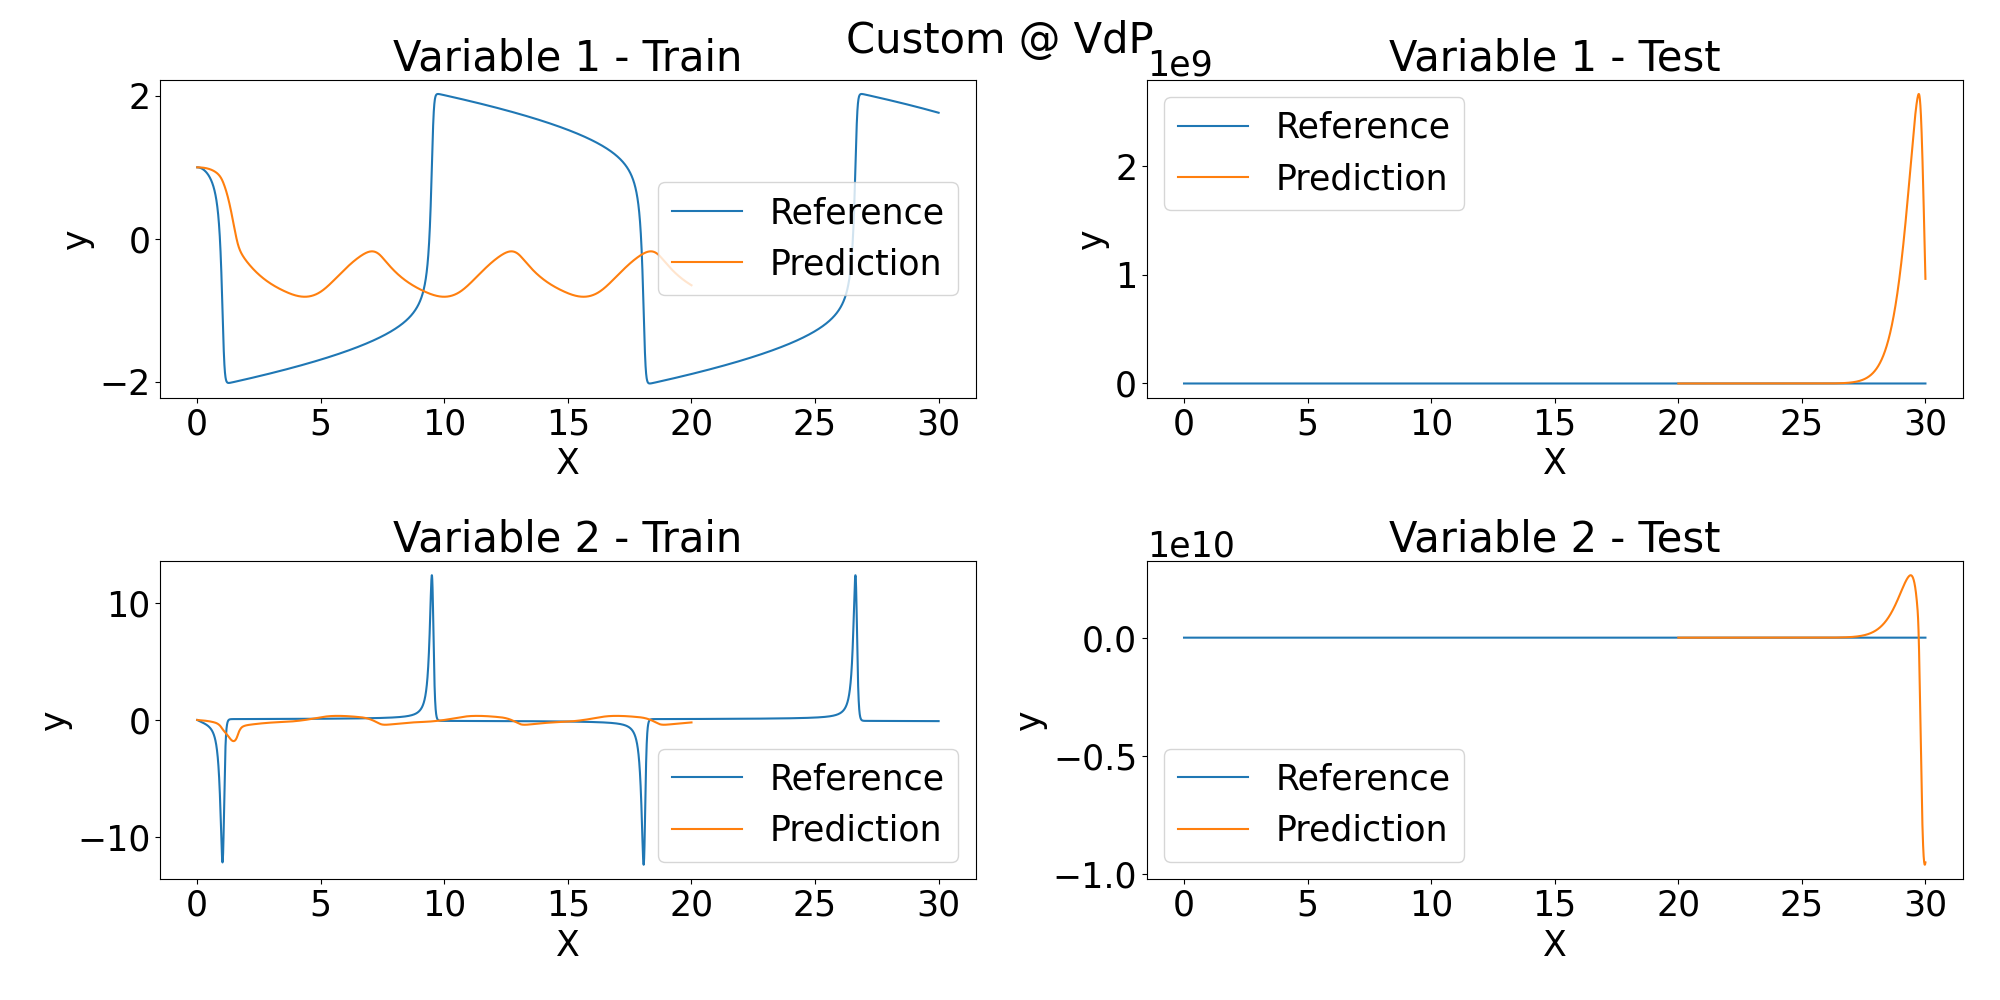 Custom @ VdP
Variable 1 - Train
2
0
−2
y
0 5 10 15 20 25 30
X
Reference
Prediction
Variable 1 - Test
1e9
2
1
0
y
0 5 10 15 20 25 30
X
Reference
Prediction
Variable 2 - Train
10
0
−10
y
0 5 10 15 20 25 30
X
Reference
Prediction
Variable 2 - Test
1e10
0.0
−0.5
−1.0
y
0 5 10 15 20 25 30
X
Reference
Prediction